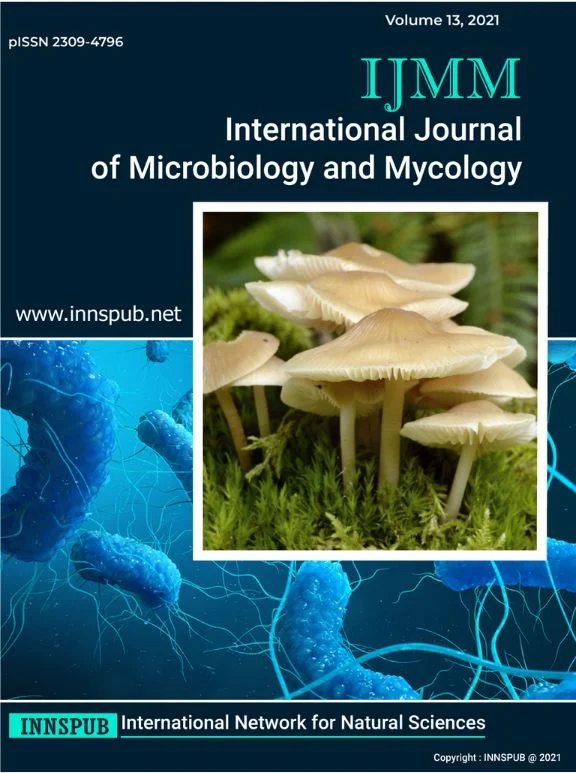 Volume 13, 2021
pISSN 2309-4796
IJMM
International Journal
of Microbiology and Mycology
www.innspub.net
INNSPUB International Network for Natural Sciences
Copyright : INNSPUB @ 2021